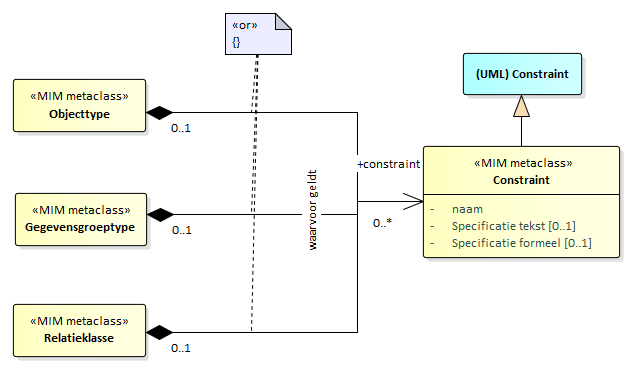 «or»
{}
(UML) Constraint
«MIM metaclass»
Objecttype
0..1
+constraint
«MIM metaclass»
Constraint
- naam
- Specificatie tekst [0..1]
- Specificatie formeel [0..1]
waarvoor geldt
0..*
«MIM metaclass»
Gegevensgroeptype
0..1
«MIM metaclass»
Relatieklasse
0..1